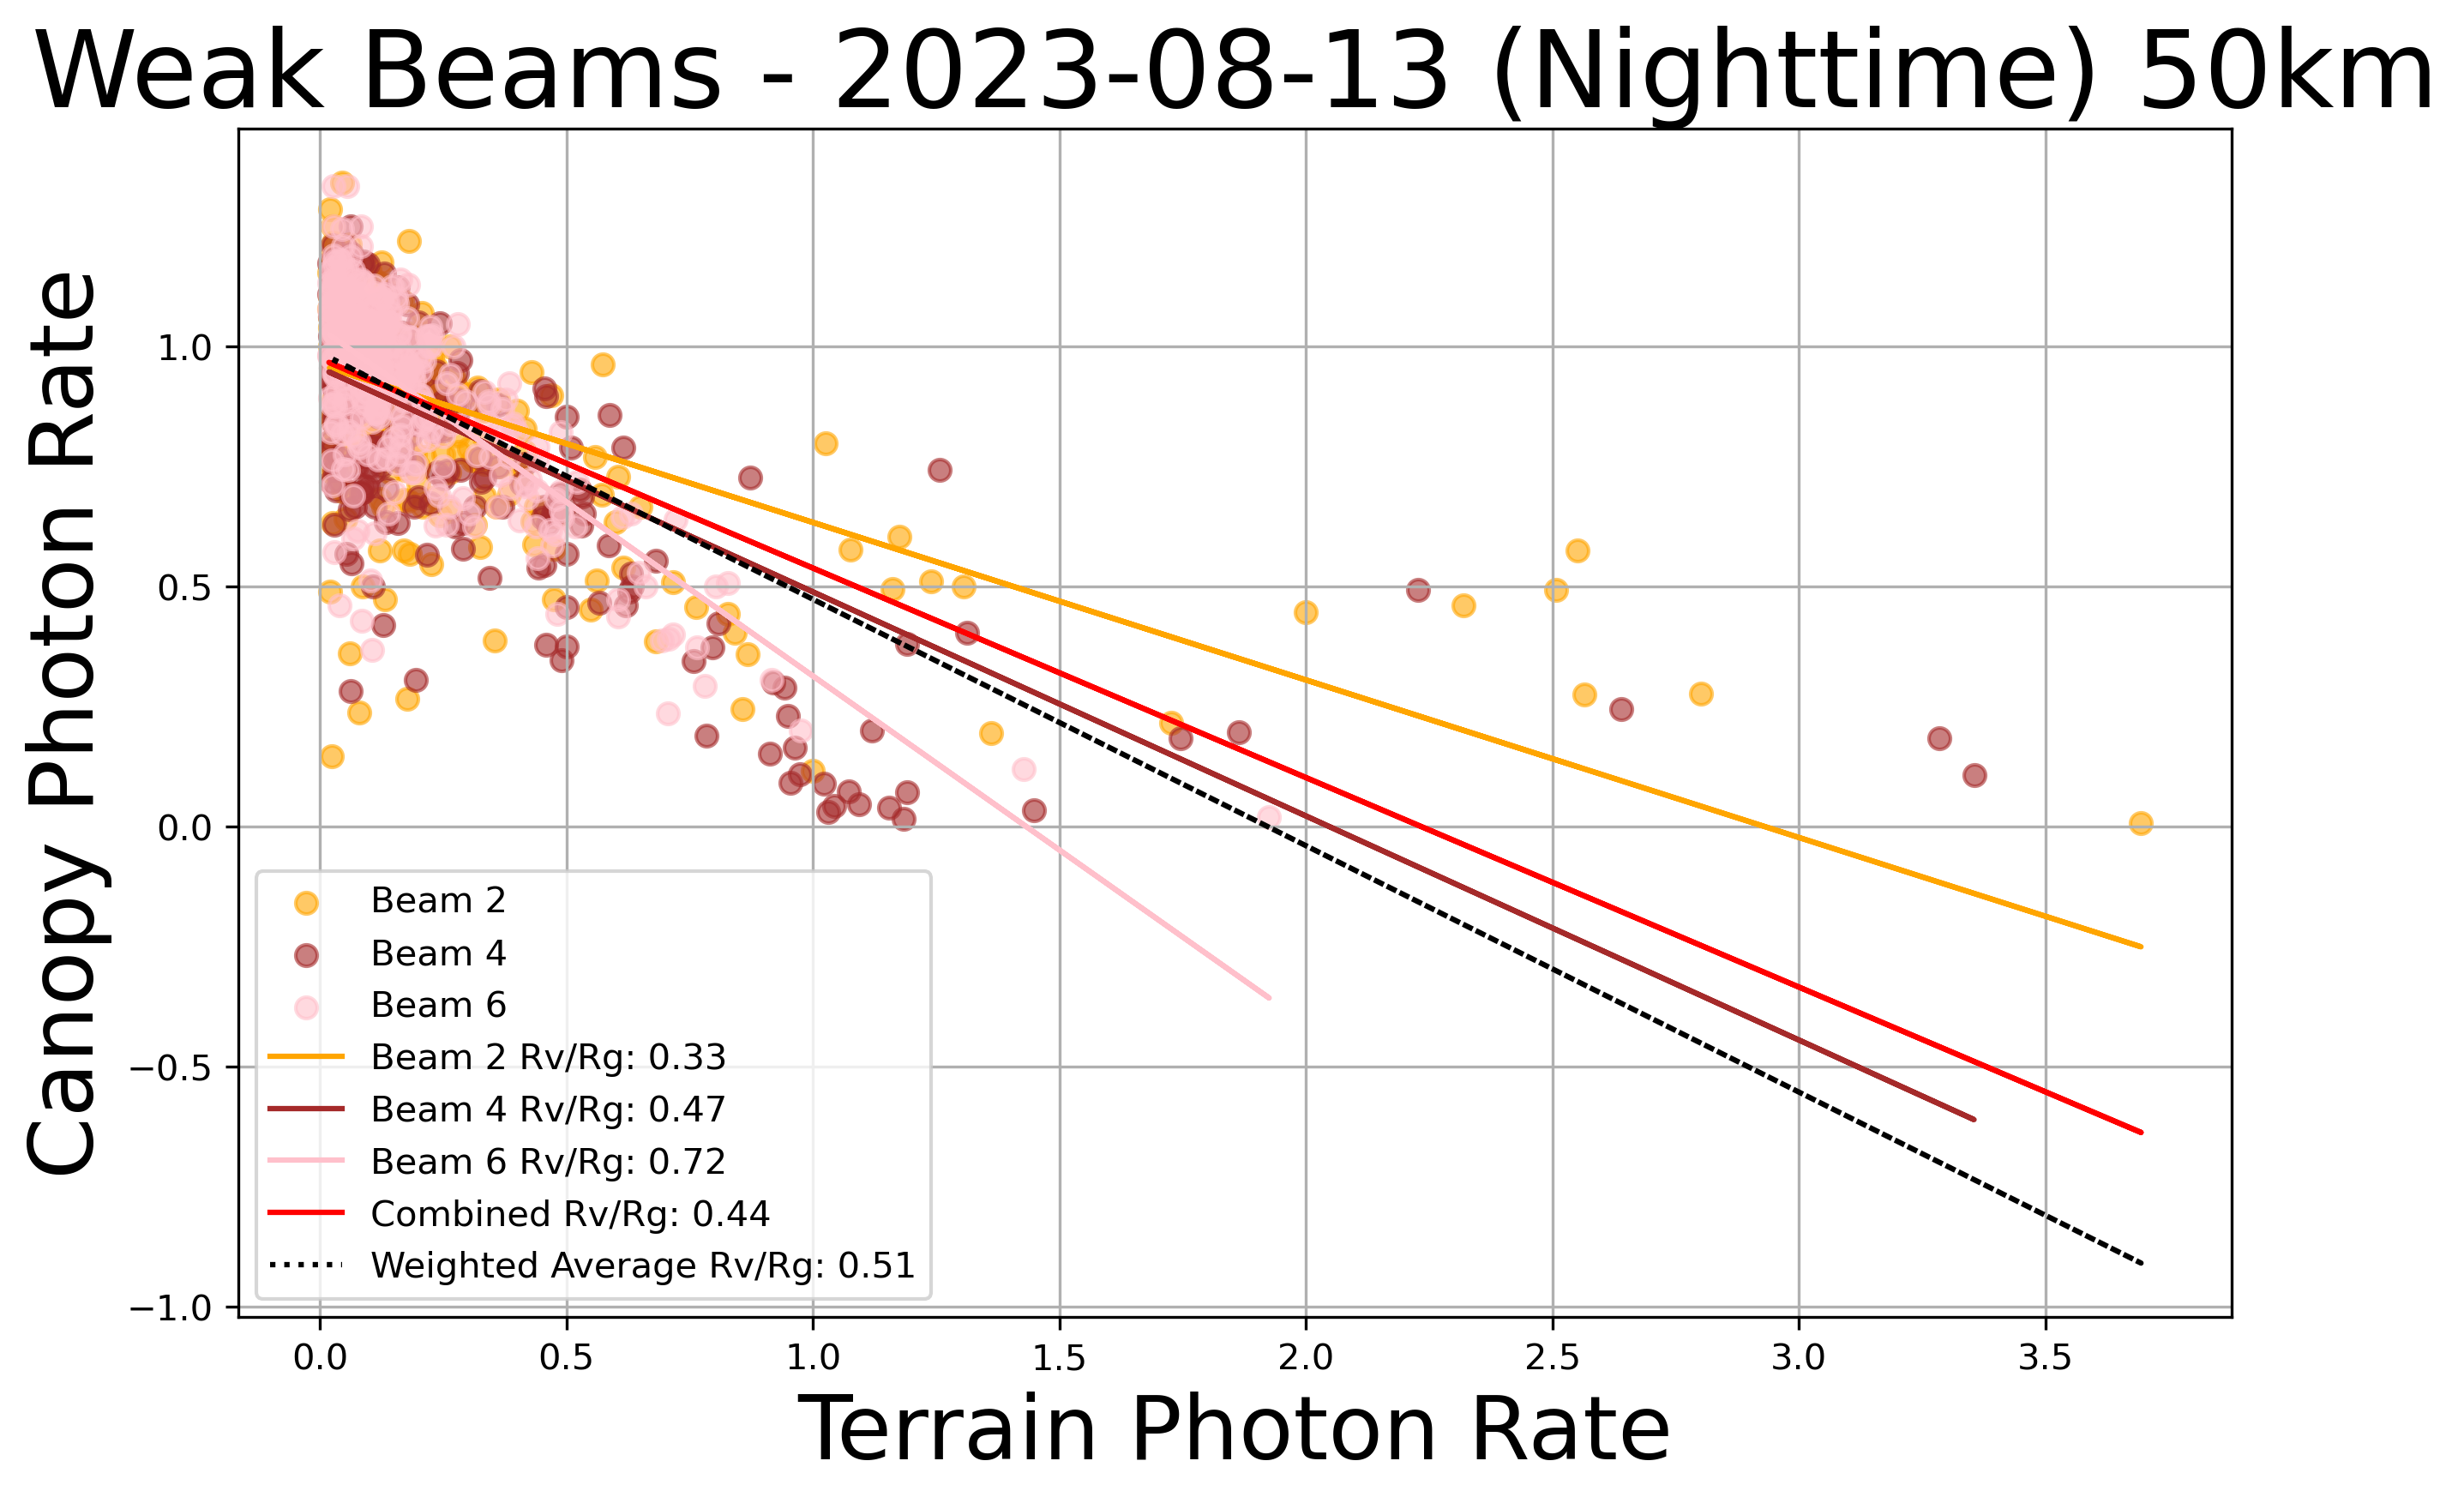 Weak Beams - 2023-08-13 (Nighttime) 50km
Canopy Photon Rate
1.0
0.5
0.0
−0.5
−1.0
Beam 2
Beam 4
Beam 6
Beam 2 Rv/Rg: 0.33
Beam 4 Rv/Rg: 0.47
Beam 6 Rv/Rg: 0.72
Combined Rv/Rg: 0.44
Weighted Average Rv/Rg: 0.51
0.0 0.5 1.0 1.5 2.0 2.5 3.0 3.5
Terrain Photon Rate